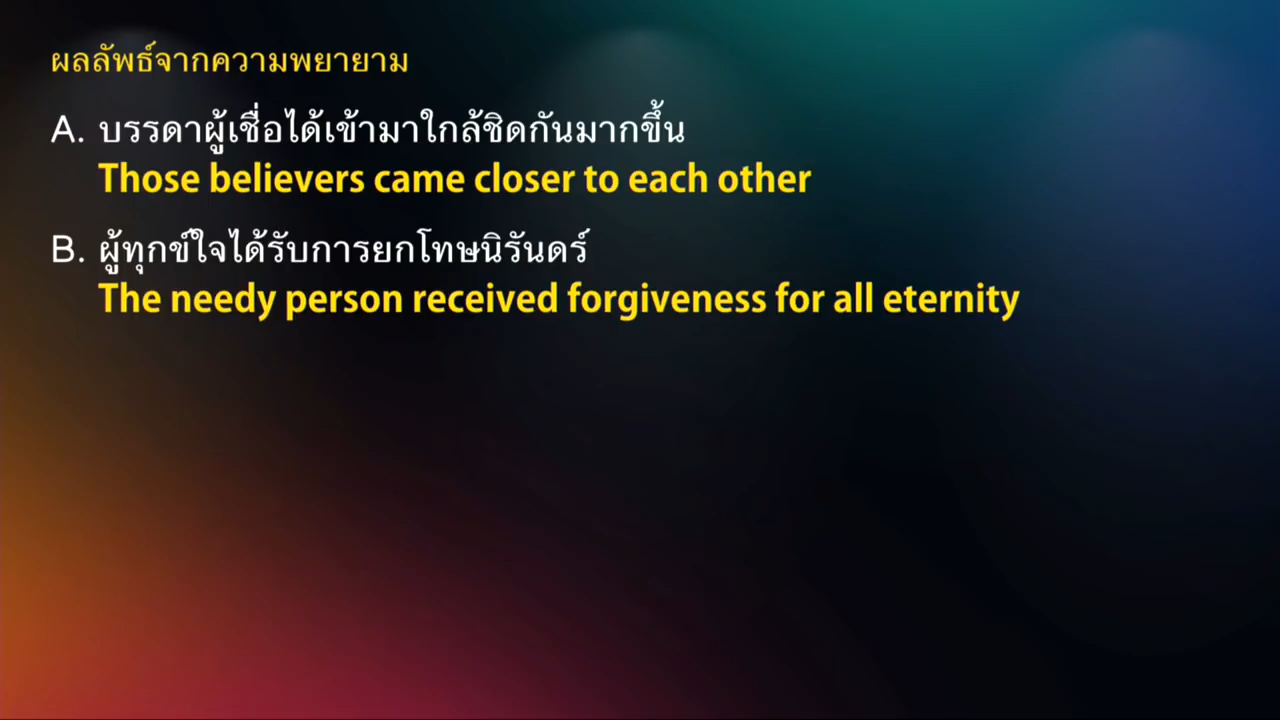 ผลลัพธ์จากความพยายาม
A. บรรดาผู้เชื่อได้เข้ามาใกล้ชิดกันมากขึ้น
Those believers came closer to each other
B. ผู้ทุกข์ใจได้รับการยกโทษนิรันดร์
The needy person received forgiveness for all eternity